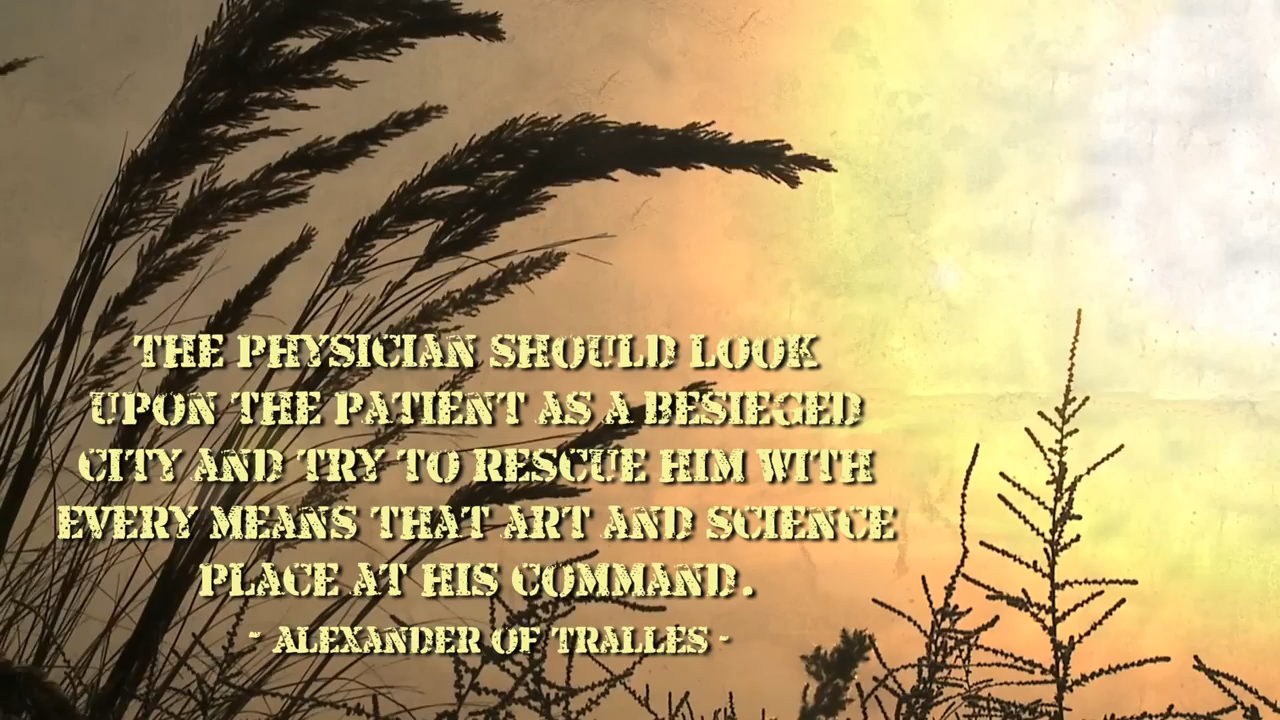 THE PHYSICIAN SHOULD LOOK
UPON THE PATIENT AS A BESIEGED
CITY AND TRY TO RESCUE HIM WITH
EVERY MEANS THAT ART AND SCIENCE
PLACE AT HIS COMMAND.
- ALEXANDER OF TRALLES -